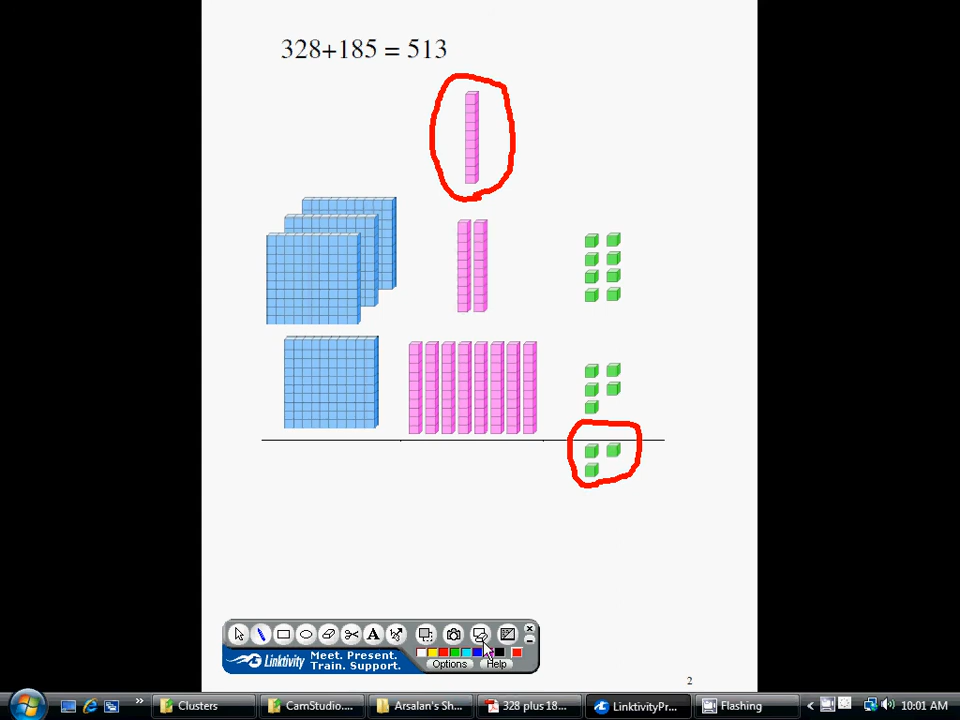 328+185 = 513
2
A
Linktivity
Meet. Present.
Train. Support.
Options
Help
»
Clusters
CamStudio....
Arsalan's Sh...
328 plus 18...
LinktivityPr...
Flashing
10:01 AM